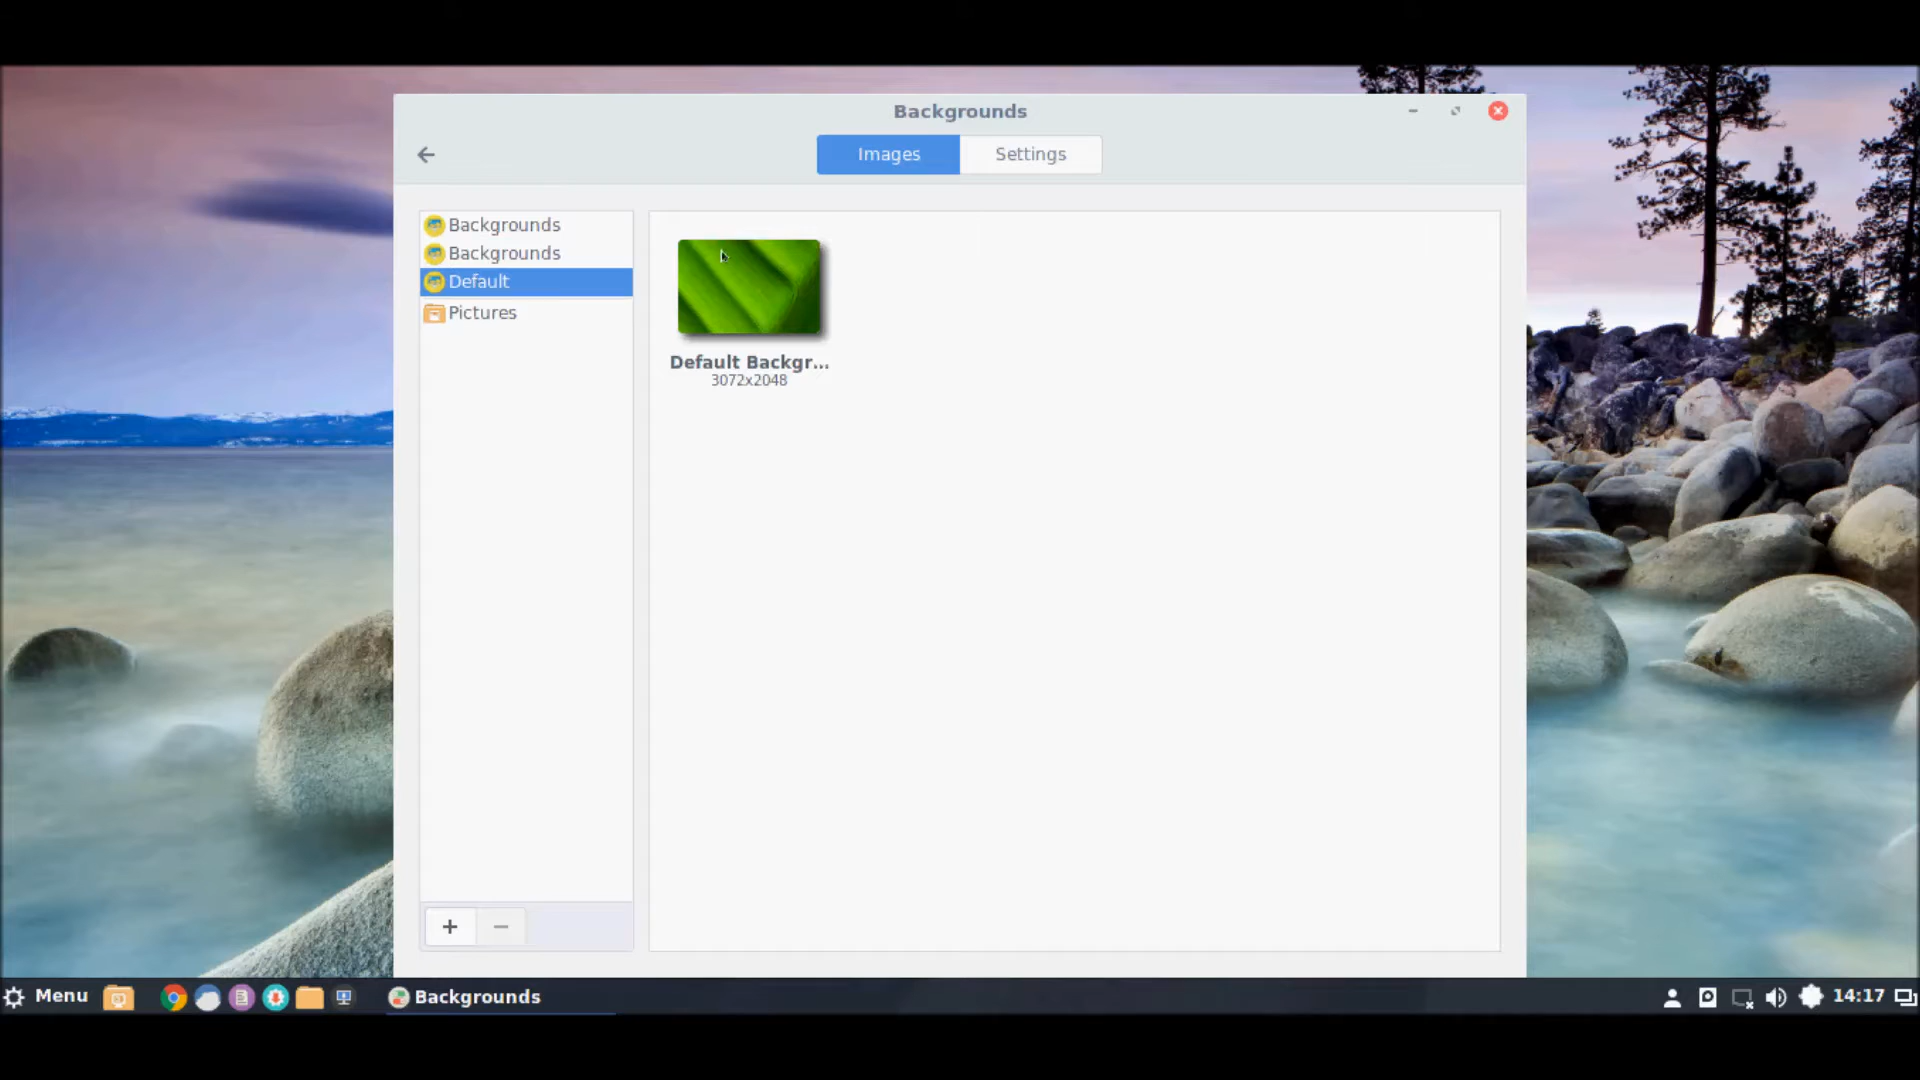 Backgrounds
Images
Settings
Backgrounds
Backgrounds
Default
Pictures
Default Backgr...
3072x2048
Menu
Backgrounds
14:17